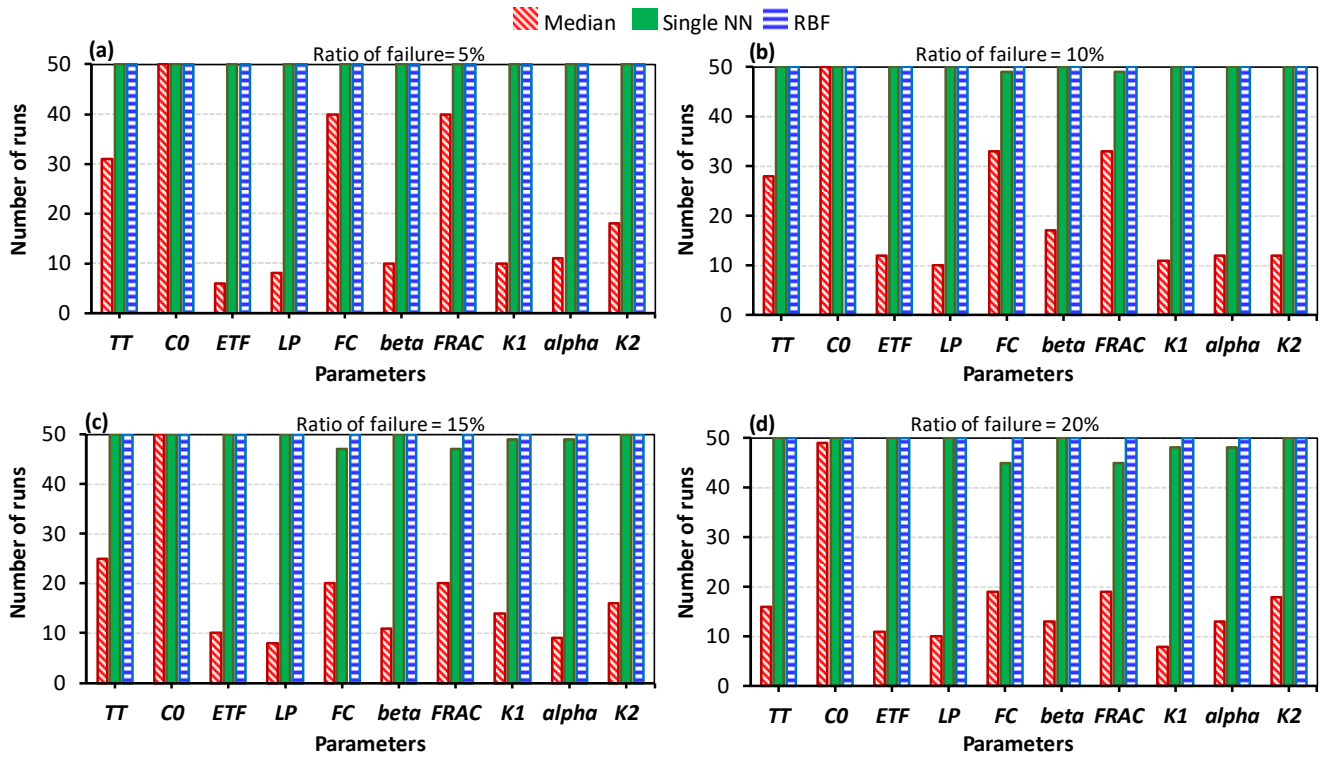 Median Single NN RBF
(a) Ratio of failure= 5%
50
40
30
20
10
0
Number of runs
TT C0 ETF LP FC beta FRAC K1 alpha K2
Parameters
(b) Ratio of failure = 10%
50
40
30
20
10
0
Number of runs
TT C0 ETF LP FC beta FRAC K1 alpha K2
Parameters
(c) Ratio of failure = 15%
50
40
30
20
10
0
Number of runs
TT C0 ETF LP FC beta FRAC K1 alpha K2
Parameters
(d) Ratio of failure = 20%
50
40
30
20
10
0
Number of runs
TT C0 ETF LP FC beta FRAC K1 alpha K2
Parameters